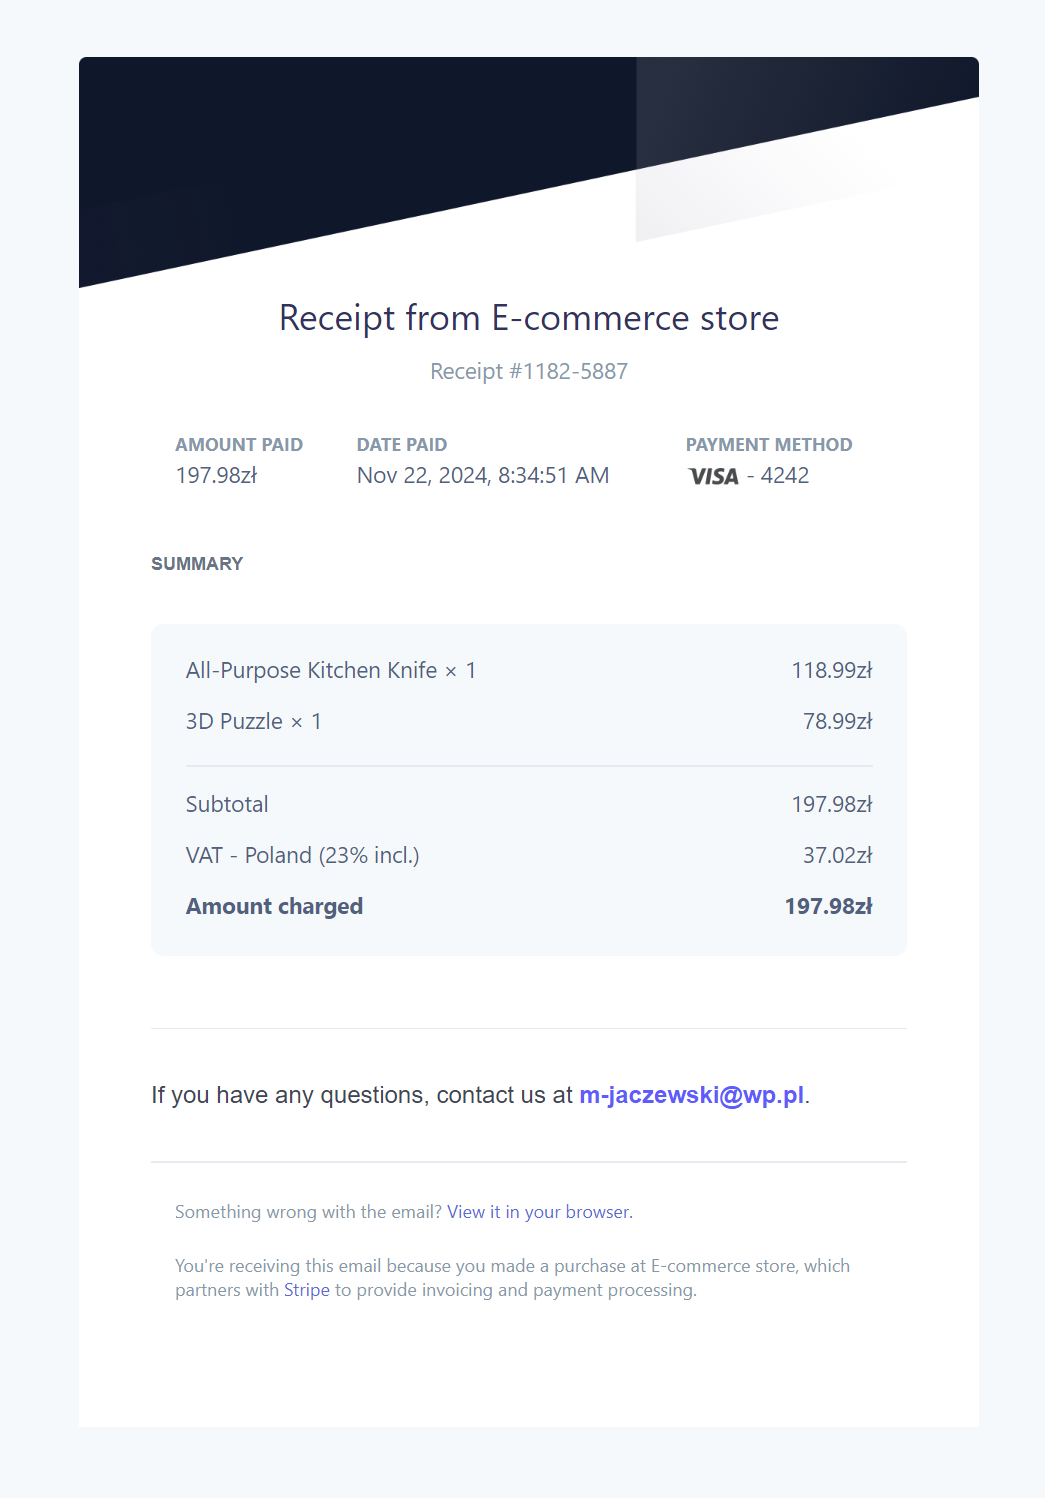 Receipt from E-commerce store
Receipt #1182-5887
AMOUNT PAID DATE PAID PAYMENT METHOD
197.98zł Nov 22, 2024, 8:34:51 AM VISA - 4242
SUMMARY
All-Purpose Kitchen Knife × 1 118.99zł
3D Puzzle × 1 78.99zł
Subtotal 197.98zł
VAT - Poland (23% incl.) 37.02zł
Amount charged 197.98zł
If you have any questions, contact us at m-jaczewski@wp.pl.
Something wrong with the email? View it in your browser.
You're receiving this email because you made a purchase at E-commerce store, which
partners with Stripe to provide invoicing and payment processing.